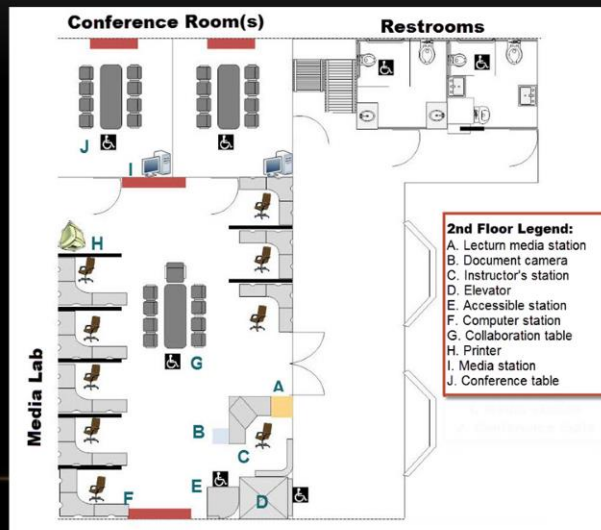 Conference Room(s)
Restrooms
J
I
H
2nd Floor Legend:
A. Lecturn media station
B. Document camera
C. Instructor's station
D. Elevator
E. Accessible station
F. Computer station
G. Collaboration table
H. Printer
I. Media station
J. Conference table
G
Media Lab
A
B
C
E
D
F